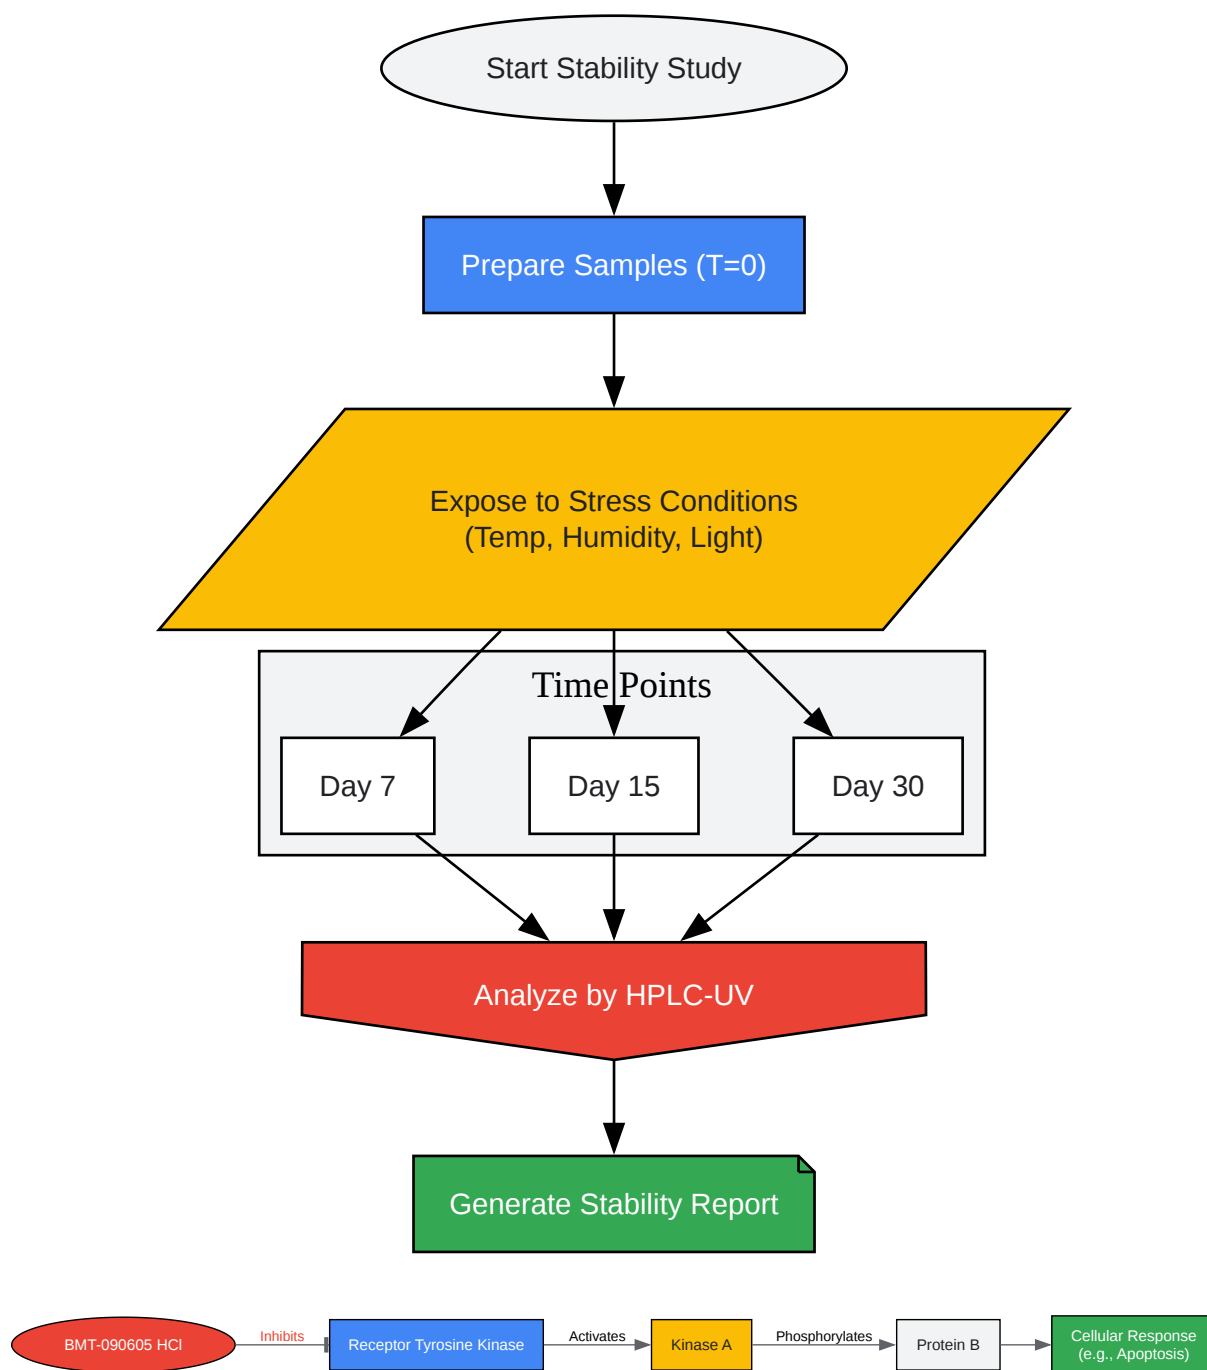 Start Stability Study
Prepare Samples (T=0)
Expose to Stress Conditions
(Temp, Humidity, Light)
Time Points
Day 7
Day 15
Day 30
Analyze by HPLC-UV
Generate Stability Report
BMT-090605 HCl
Inhibits
Receptor Tyrosine Kinase
Activates
Kinase A
Phosphorylates
Protein B
Cellular Response
(e.g., Apoptosis)